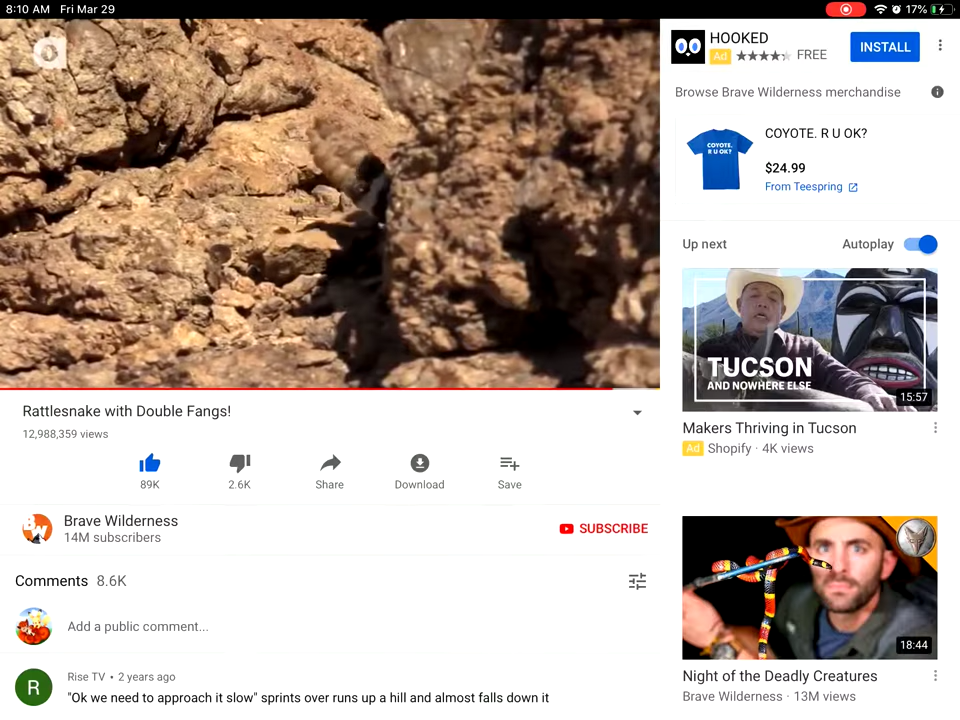 8:10 AM Fri Mar 29
17%
HOOKED
Ad FREE
INSTALL
Browse Brave Wilderness merchandise
COYOTE.
R U OK?
COYOTE. R U OK?
$24.99
From Teespring
Up next
Autoplay
TUCSON
AND NOWHERE ELSE
15:57
Makers Thriving in Tucson
Ad Shopify · 4K views
18:44
Night of the Deadly Creatures
Brave Wilderness · 13M views
Rattlesnake with Double Fangs!
12,988,359 views
89K
2.6K
Share
Download
Save
BW
Brave Wilderness
14M subscribers
SUBSCRIBE
Comments 8.6K
Add a public comment...
R
Rise TV • 2 years ago
"Ok we need to approach it slow" sprints over runs up a hill and almost falls down it